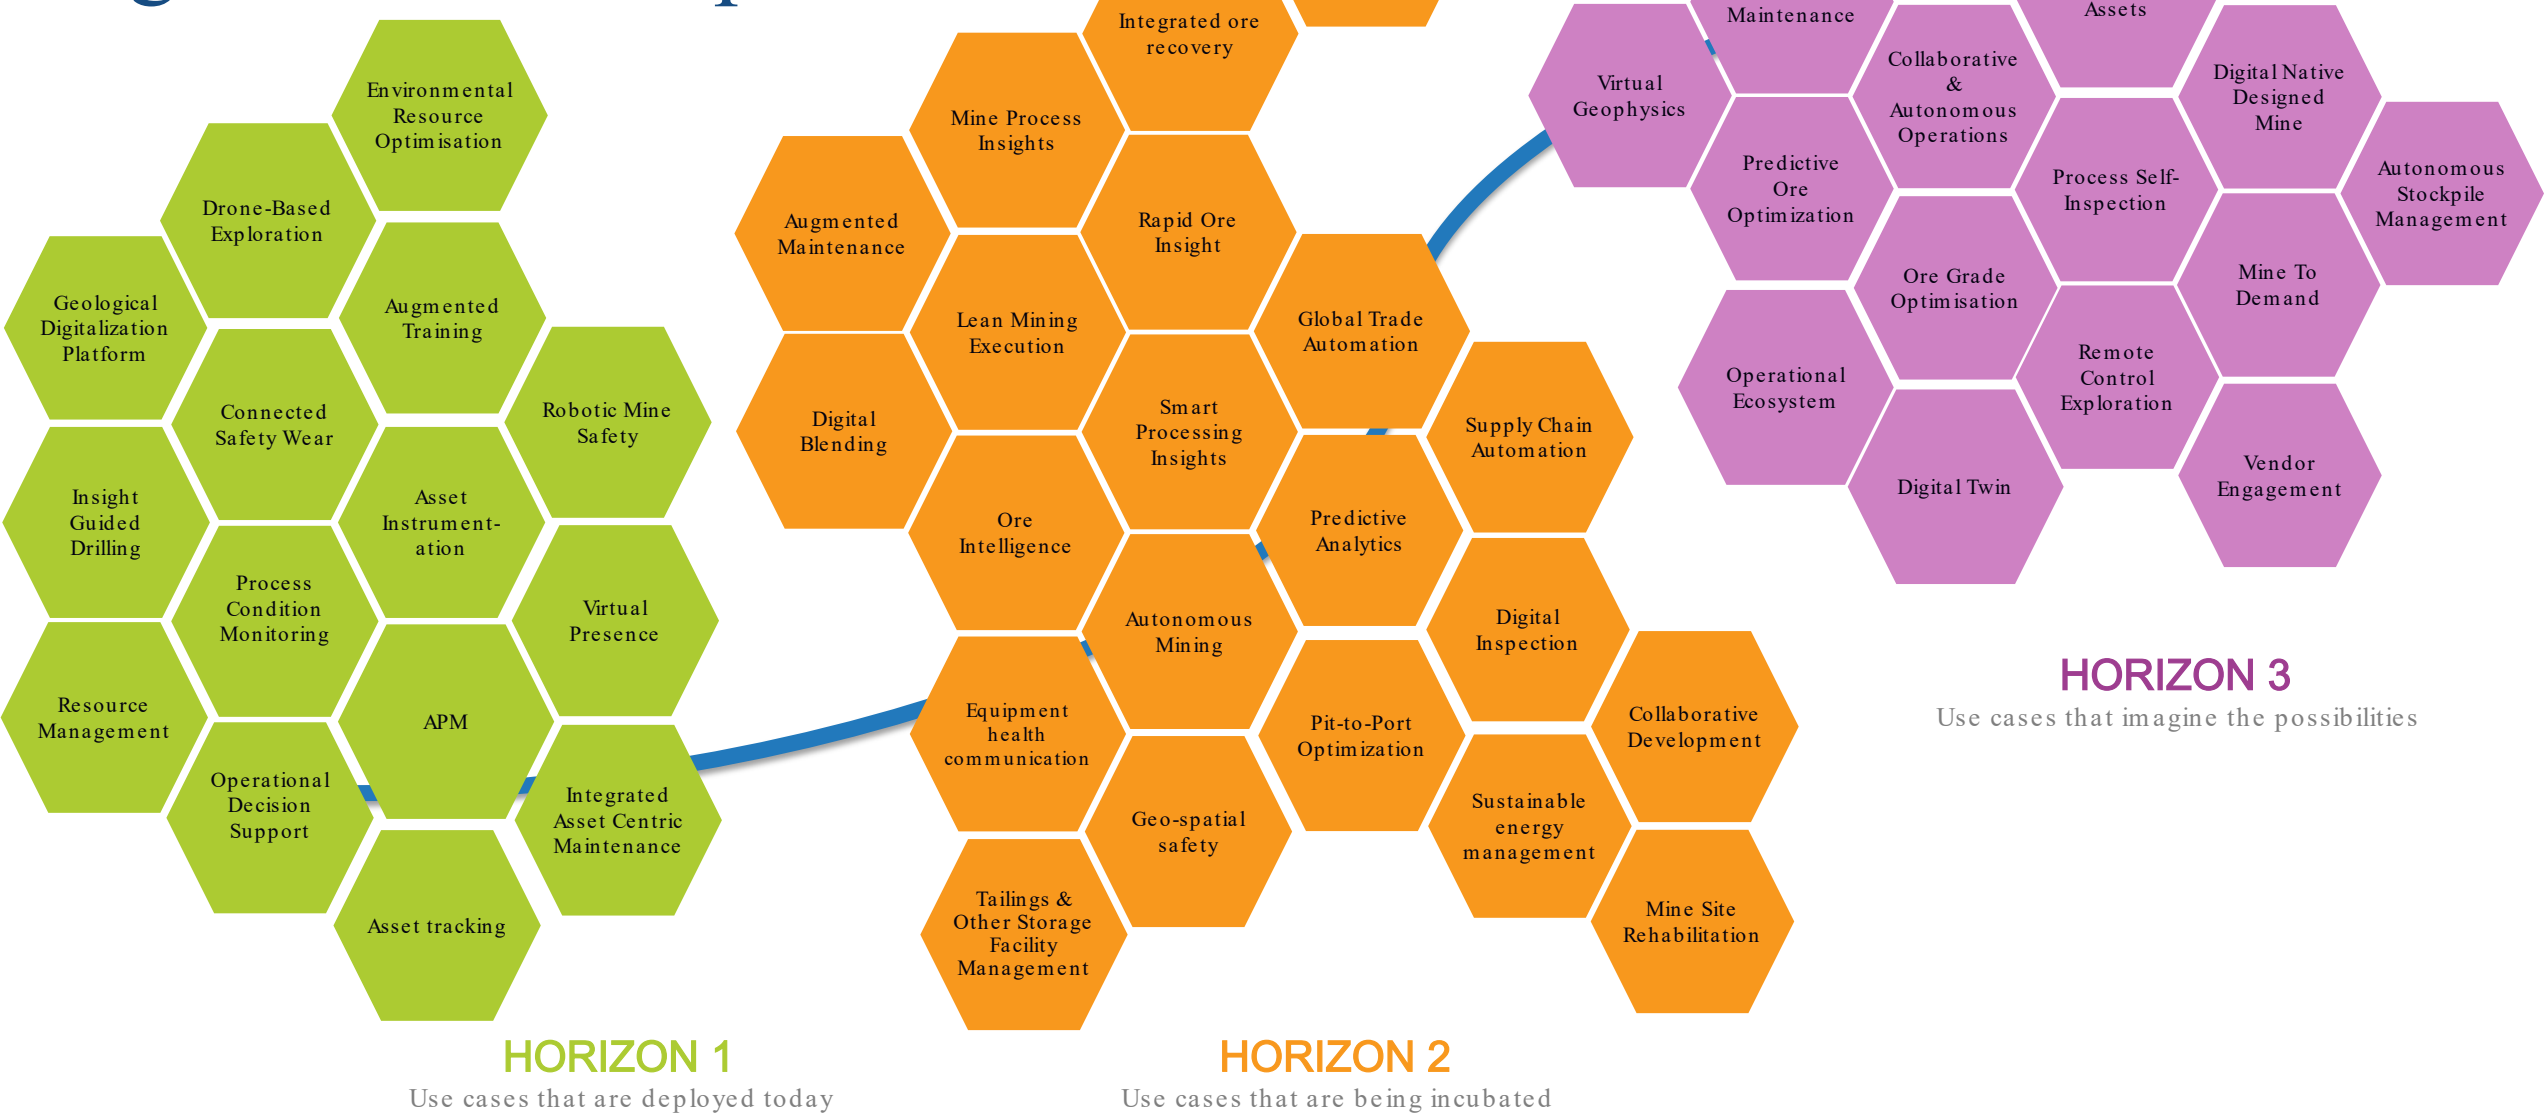 Environmental
Resource
Optimisation
Drone-Based
Exploration
Geological
Digitalization
Platform
Augmented
Training
Connected
Safety Wear
Robotic Mine
Safety
Insight
Guided
Drilling
Asset
Instrument-
ation
Process
Condition
Monitoring
Virtual
Presence
Resource
Management
APM
Operational
Decision
Support
Integrated
Asset Centric
Maintenance
Asset tracking
HORIZON 1
Use cases that are deployed today
Integrated ore
recovery
Mine Process
Insights
Augmented
Maintenance
Rapid Ore
Insight
Lean Mining
Execution
Global Trade
Automation
Digital
Blending
Smart
Processing
Insights
Supply Chain
Automation
Ore
Intelligence
Predictive
Analytics
Autonomous
Mining
Digital
Inspection
Equipment
health
communication
Pit-to-Port
Optimization
Collaborative
Development
Geo-spatial
safety
Sustainable
energy
management
Tailings &
Other Storage
Facility
Management
Mine Site
Rehabilitation
HORIZON 2
Use cases that are being incubated
Maintenance
Assets
Virtual
Geophysics
Collaborative
&
Autonomous
Operations
Digital Native
Designed
Mine
Predictive
Ore
Optimization
Process Self-
Inspection
Autonomous
Stockpile
Management
Ore Grade
Optimisation
Mine To
Demand
Operational
Ecosystem
Remote
Control
Exploration
Digital Twin
Vendor
Engagement
HORIZON 3
Use cases that imagine the possibilities